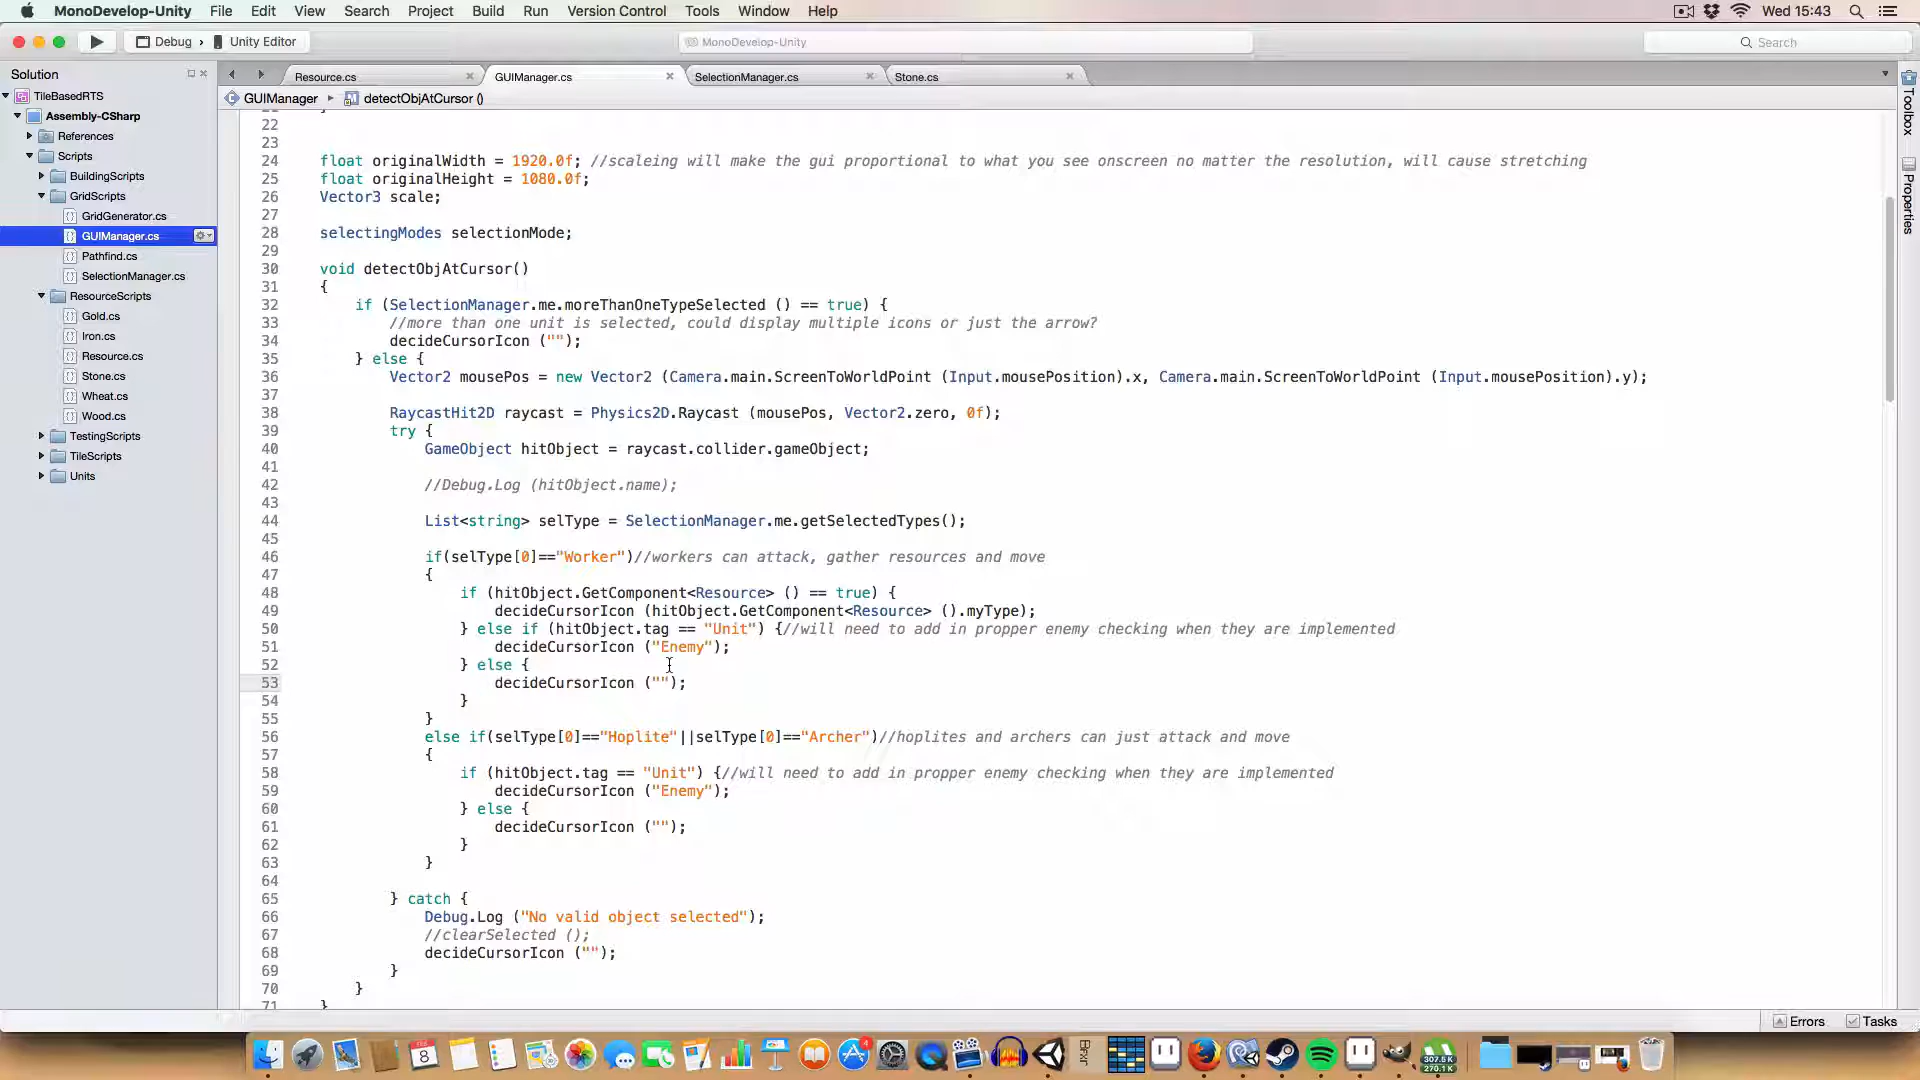 MonoDevelop-Unity File Edit View Search Project Build Run Version Control Tools Window Help Wed 15:43
Debug › Unity Editor MonoDevelop-Unity Search
Solution
TileBasedRTS
Assembly-CSharp
References
Scripts
BuildingScripts
GridScripts
GridGenerator.cs
GUIManager.cs
Pathfind.cs
SelectionManager.cs
ResourceScripts
Gold.cs
Iron.cs
Resource.cs
Stone.cs
Wheat.cs
Wood.cs
TestingScripts
TileScripts
Units
Resource.cs GUIManager.cs SelectionManager.cs Stone.cs
GUIManager detectObjAtCursor ()
22
23
24 float originalWidth = 1920.0f; //scaleing will make the gui proportional to what you see onscreen no matter the resolution, will cause stretching
25 float originalHeight = 1080.0f;
26 Vector3 scale;
27
28 selectingModes selectionMode;
29
30 void detectObjAtCursor()
31 {
32 if (SelectionManager.me.moreThanOneTypeSelected () == true) {
33 //more than one unit is selected, could display multiple icons or just the arrow?
34 decideCursorIcon ("");
35 } else {
36 Vector2 mousePos = new Vector2 (Camera.main.ScreenToWorldPoint (Input.mousePosition).x, Camera.main.ScreenToWorldPoint (Input.mousePosition).y);
37
38 RaycastHit2D raycast = Physics2D.Raycast (mousePos, Vector2.zero, 0f);
39 try {
40 GameObject hitObject = raycast.collider.gameObject;
41
42 //Debug.Log (hitObject.name);
43
44 List<string> selType = SelectionManager.me.getSelectedTypes();
45
46 if(selType[0]=="Worker")//workers can attack, gather resources and move
47 {
48 if (hitObject.GetComponent<Resource> () == true) {
49 decideCursorIcon (hitObject.GetComponent<Resource> ().myType);
50 } else if (hitObject.tag == "Unit") {//will need to add in propper enemy checking when they are implemented
51 decideCursorIcon ("Enemy");
52 } else {
53 decideCursorIcon ("");
54 }
55 }
56 else if(selType[0]=="Hoplite"||selType[0]=="Archer")//hoplites and archers can just attack and move
57 {
58 if (hitObject.tag == "Unit") {//will need to add in propper enemy checking when they are implemented
59 decideCursorIcon ("Enemy");
60 } else {
61 decideCursorIcon ("");
62 }
63 }
64
65 } catch {
66 Debug.Log ("No valid object selected");
67 //clearSelected ();
68 decideCursorIcon ("");
69 }
70 }
71 }
Toolbox
Properties
Errors Tasks
8
4
Bfxr
307.5 K
270.1 K